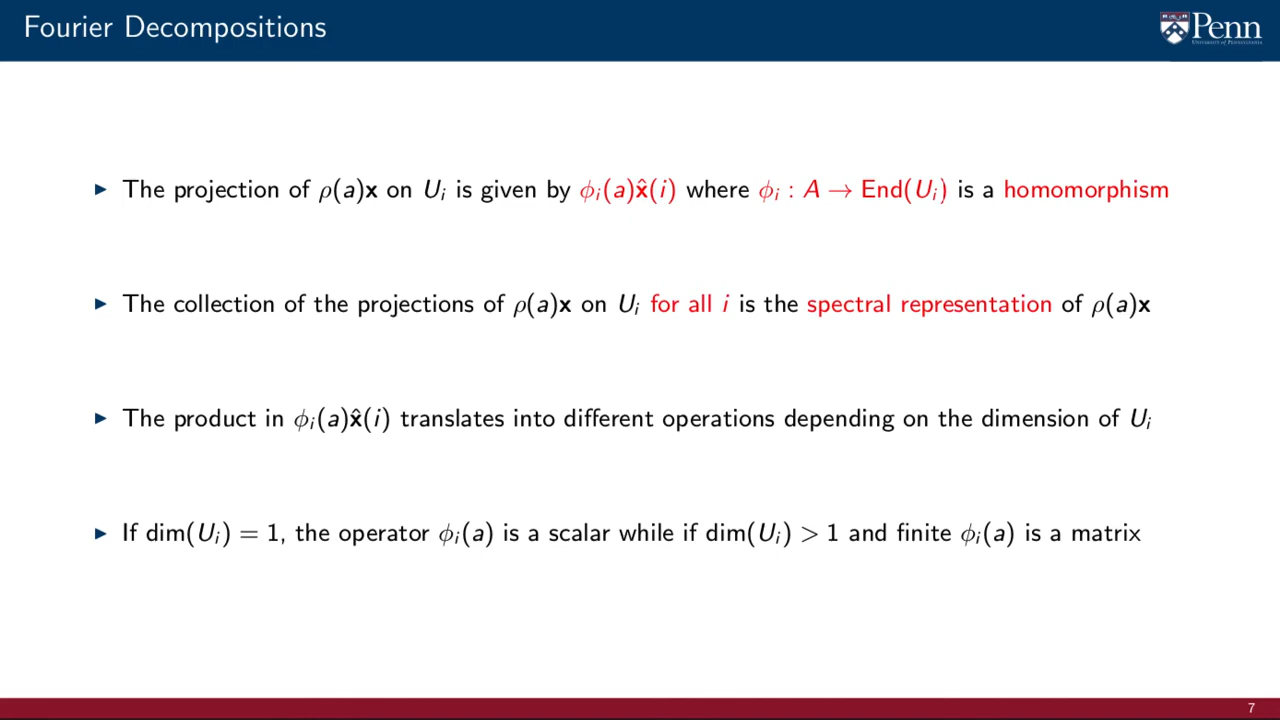 Fourier Decompositions
Penn
UNIVERSITY of PENNSYLVANIA
▶ The projection of ρ(a)x on Uᵢ is given by ϕᵢ(a)x̂(i) where ϕᵢ : A → End(Uᵢ) is a homomorphism
▶ The collection of the projections of ρ(a)x on Uᵢ for all i is the spectral representation of ρ(a)x
▶ The product in ϕᵢ(a)x̂(i) translates into different operations depending on the dimension of Uᵢ
▶ If dim(Uᵢ) = 1, the operator ϕᵢ(a) is a scalar while if dim(Uᵢ) > 1 and finite ϕᵢ(a) is a matrix
7